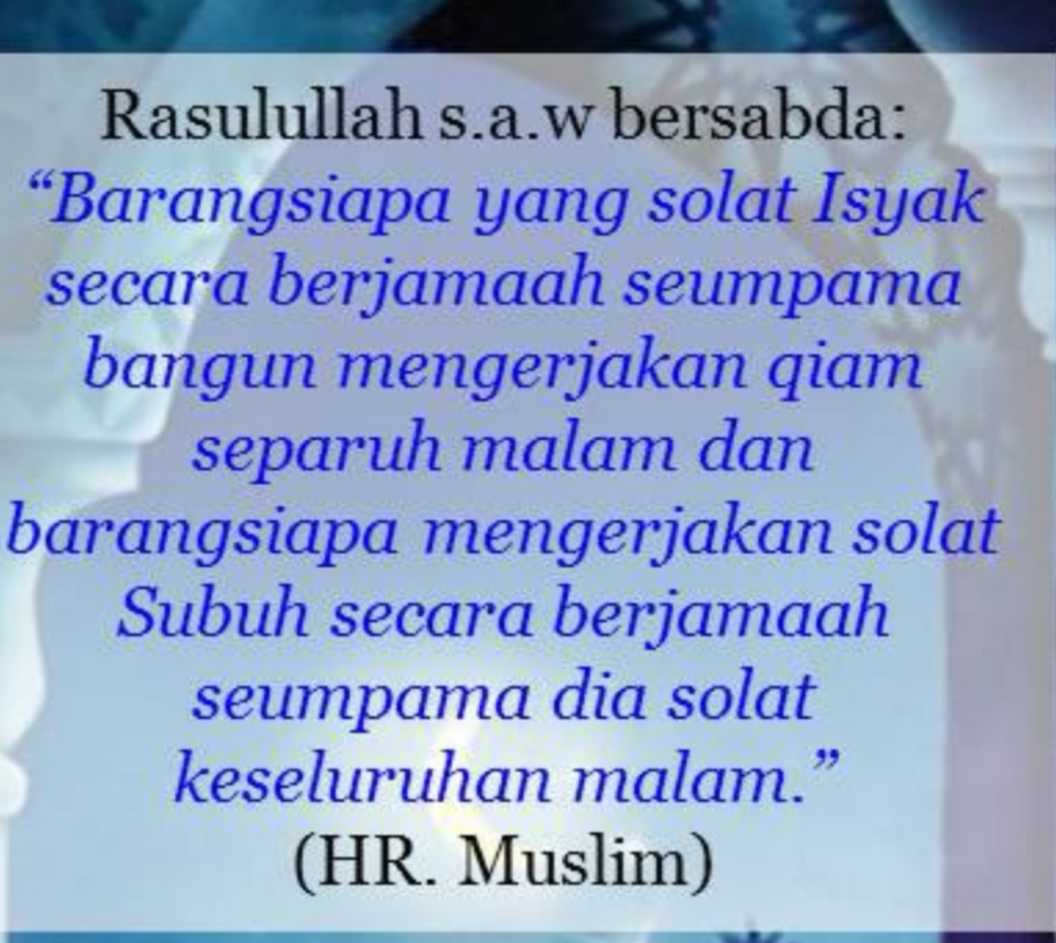 Rasulullah s.a.w bersabda:
“Barangsiapa yang solat Isyak
secara berjamaah seumpama
bangun mengerjakan qiam
separuh malam dan
barangsiapa mengerjakan solat
Subuh secara berjamaah
seumpama dia solat
keseluruhan malam.”
(HR. Muslim)